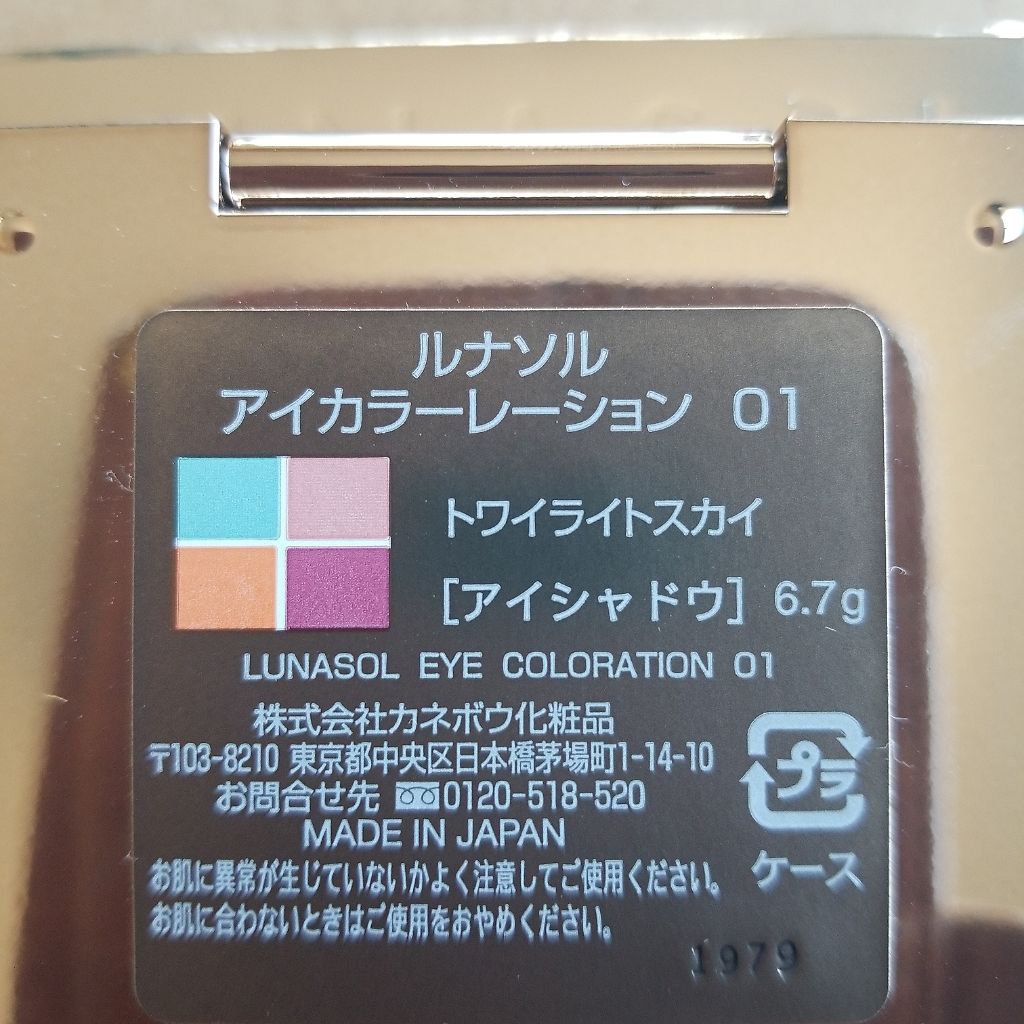 ルナソル
アイカラーレーション 01
トワイライトスカイ
[アイシャドウ] 6.7g
LUNASOL EYE COLORATION 01
株式会社カネボウ化粧品
〒103-8210 東京都中央区日本橋茅場町1-14-10
お問合せ先 0120-518-520
MADE IN JAPAN
プラ
ケース
お肌に異常が生じていないかよく注意してご使用ください。
お肌に合わないときはご使用をおやめください。
1979